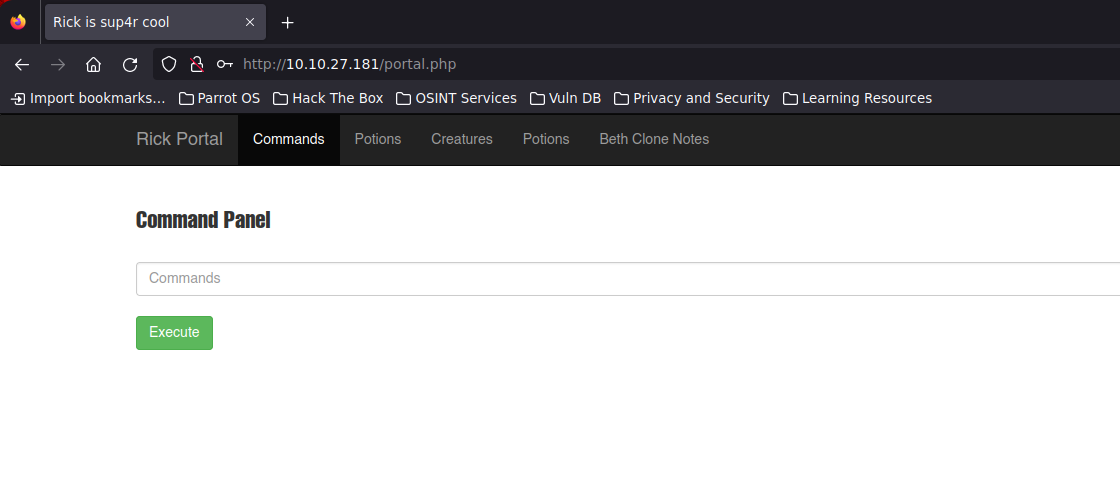 Rick is sup4r cool
http://10.10.27.181/portal.php
Import bookmarks... Parrot OS Hack The Box OSINT Services Vuln DB Privacy and Security Learning Resources
Rick Portal Commands Potions Creatures Potions Beth Clone Notes
Command Panel
Commands
Execute